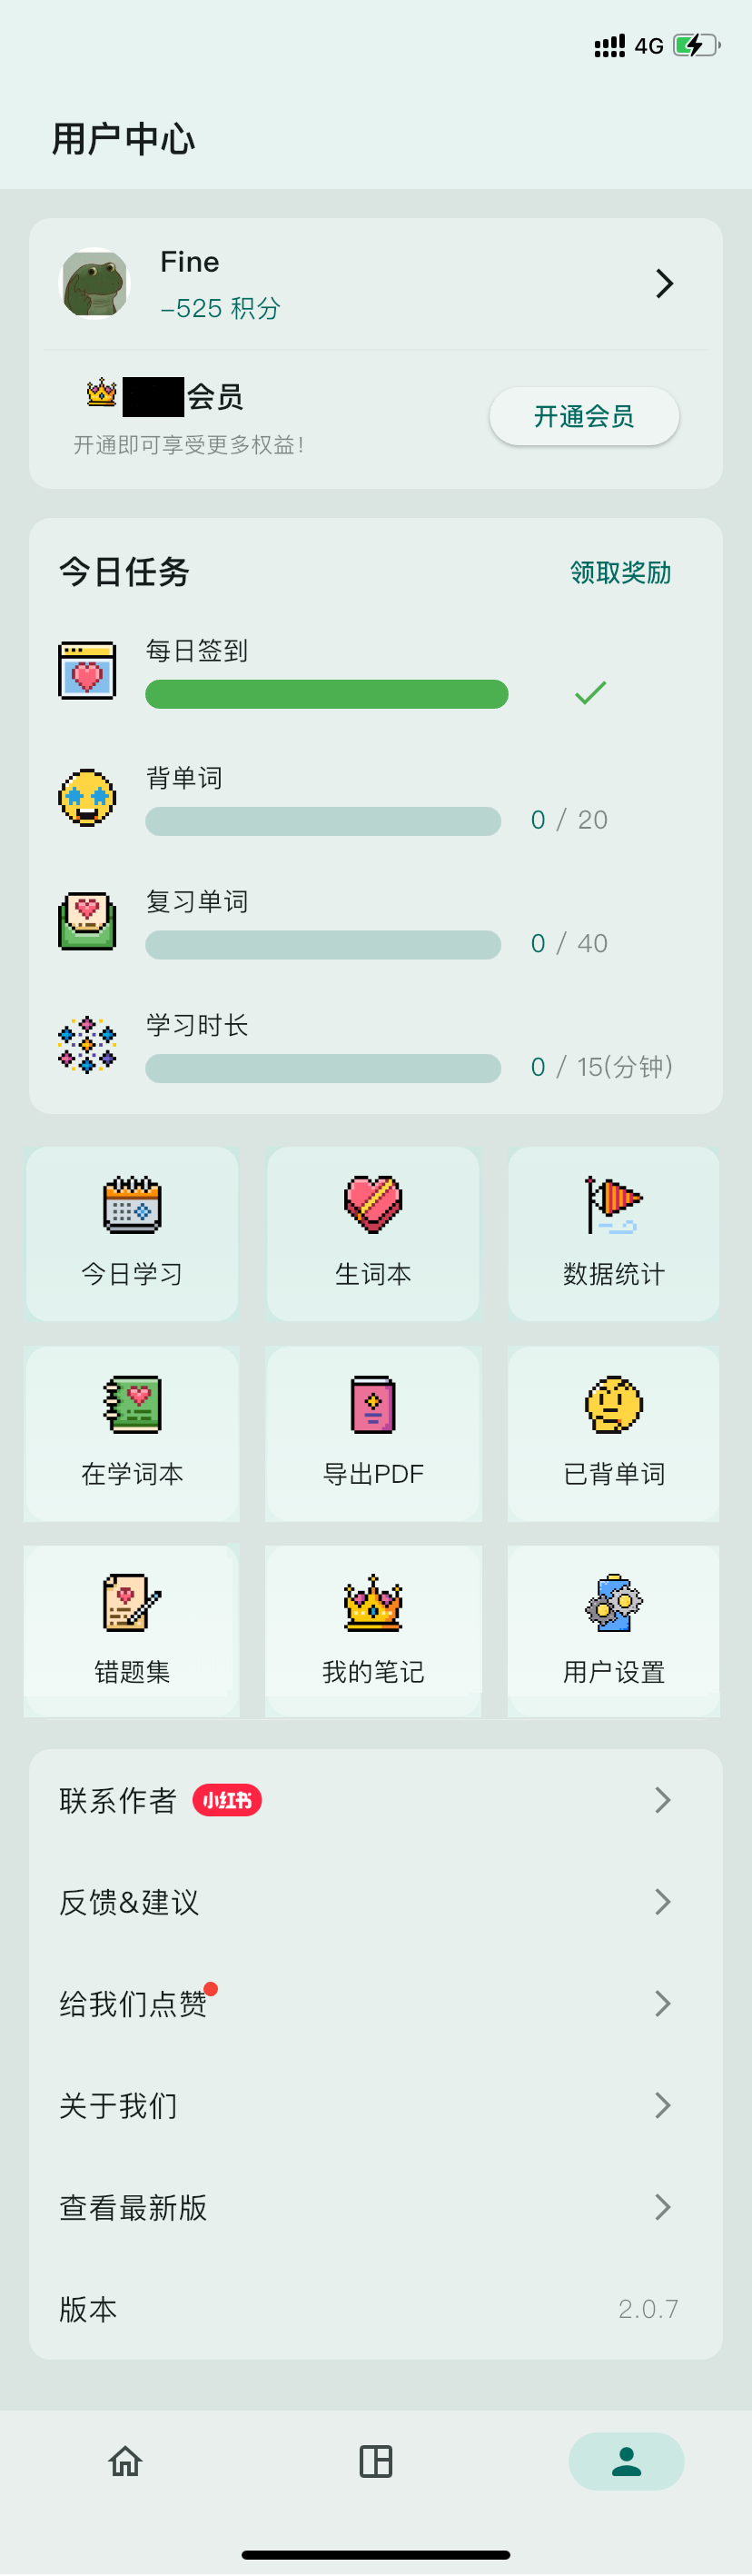 4G
用户中心
Fine
-525 积分
会员
开通即可享受更多权益！
开通会员
今日任务
领取奖励
每日签到
背单词
0 / 20
复习单词
0 / 40
学习时长
0 / 15(分钟)
今日学习
生词本
数据统计
在学词本
导出PDF
已背单词
错题集
我的笔记
用户设置
联系作者 小红书
反馈&建议
给我们点赞
关于我们
查看最新版
版本
2.0.7